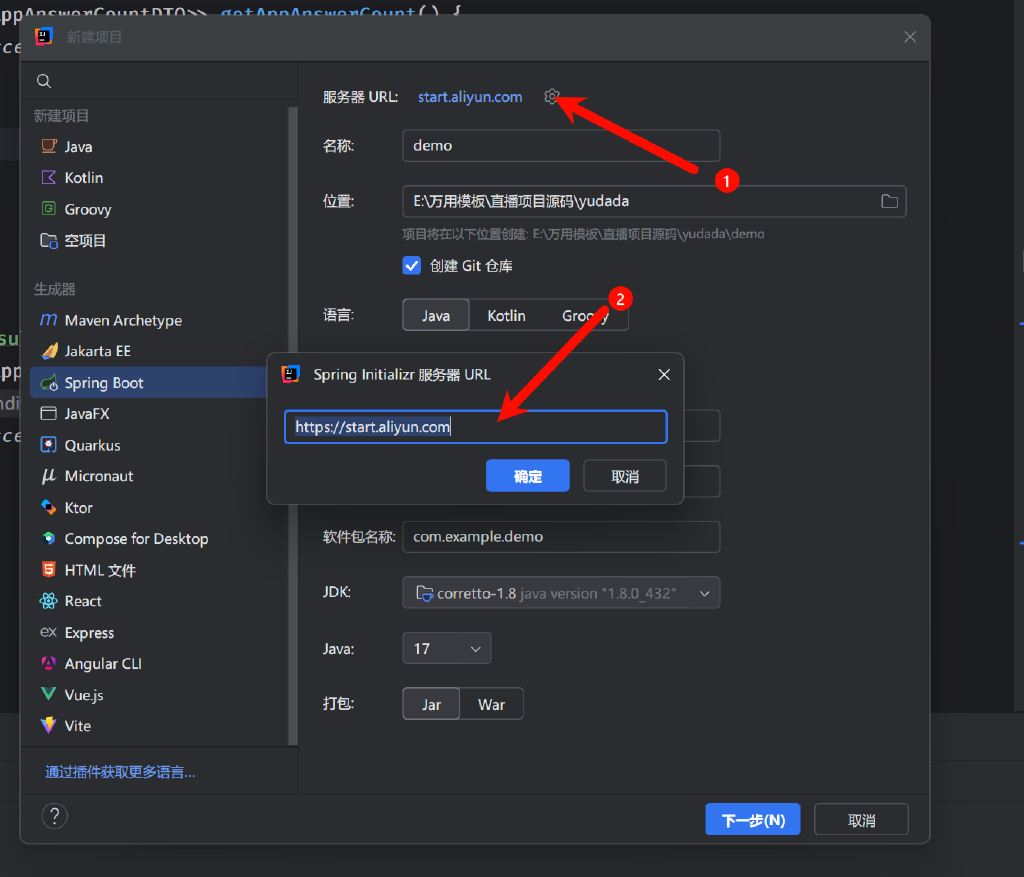 ppAnswerCountDTO>> getAppAnswerCount() {
新建项目
服务器 URL: start.aliyun.com
新建项目
名称: demo
Java
1
Kotlin
位置: E:\万用模板\直播项目源码\yudada
Groovy
项目将在以下位置创建: E:\万用模板\直播项目源码\yudada\demo
空项目
创建 Git 仓库
生成器
2
语言: Java Kotlin Groovy
Maven Archetype
su
Jakarta EE
App
Spring Initializr 服务器 URL
Spring Boot
ndi
JavaFX
https://start.aliyun.com
Quarkus
Micronaut
确定 取消
Ktor
软件包名称: com.example.demo
Compose for Desktop
HTML 文件
JDK: corretto-1.8 java version "1.8.0_432"
React
Express
Java: 17
Angular CLI
Vue.js
打包: Jar War
Vite
通过插件获取更多语言...
?
下一步(N) 取消